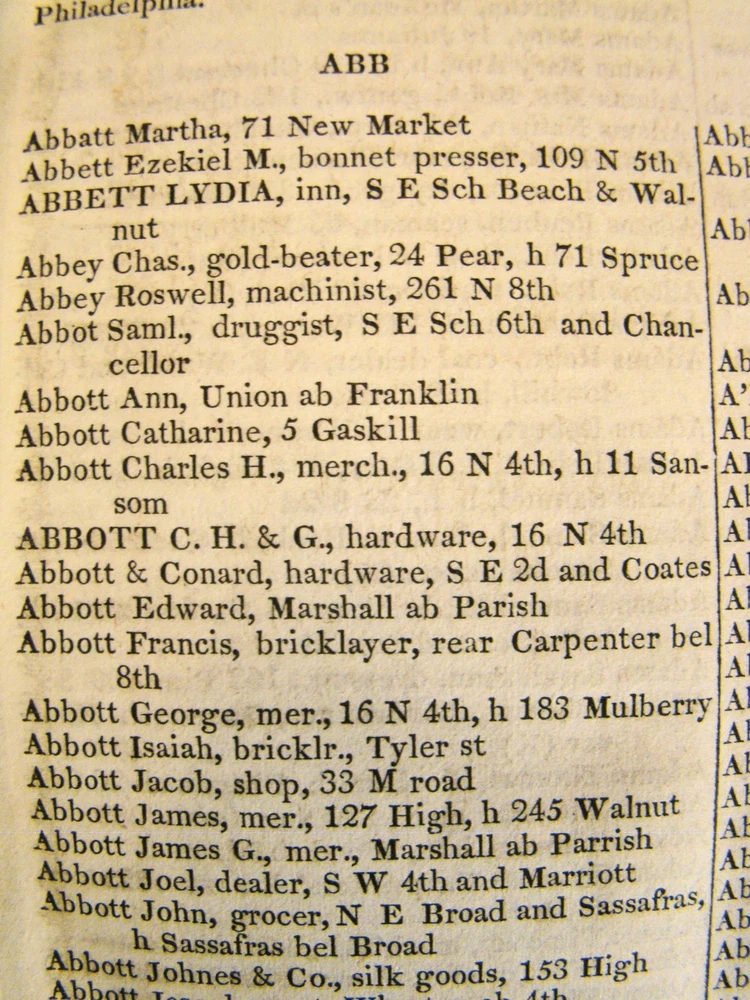 Philadelphia.
ABB
Abbatt Martha, 71 New Market
Abbett Ezekiel M., bonnet presser, 109 N 5th
ABBETT LYDIA, inn, S E Sch Beach & Wal-
nut
Abbey Chas., gold-beater, 24 Pear, h 71 Spruce
Abbey Roswell, machinist, 261 N 8th
Abbot Saml., druggist, S E Sch 6th and Chan-
cellor
Abbott Ann, Union ab Franklin
Abbott Catharine, 5 Gaskill
Abbott Charles H., merch., 16 N 4th, h 11 San-
som
ABBOTT C. H. & G., hardware, 16 N 4th
Abbott & Conard, hardware, S E 2d and Coates
Abbott Edward, Marshall ab Parish
Abbott Francis, bricklayer, rear Carpenter bel
8th
Abbott George, mer., 16 N 4th, h 183 Mulberry
Abbott Isaiah, bricklr., Tyler st
Abbott Jacob, shop, 33 M road
Abbott James, mer., 127 High, h 245 Walnut
Abbott James G., mer., Marshall ab Parrish
Abbott Joel, dealer, S W 4th and Marriott
Abbott John, grocer, N E Broad and Sassafras,
h Sassafras bel Broad
Abbott Johnes & Co., silk goods, 153 High
Abbott